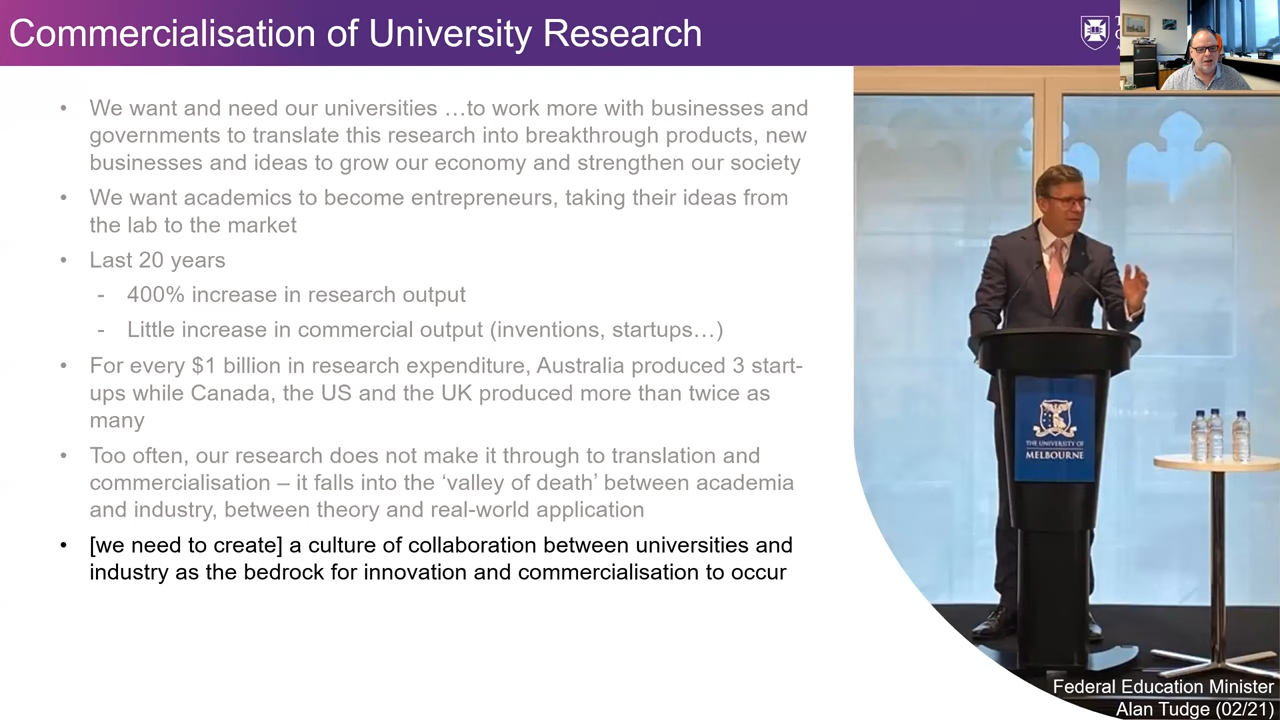 Commercialisation of University Research
• We want and need our universities …to work more with businesses and
governments to translate this research into breakthrough products, new
businesses and ideas to grow our economy and strengthen our society
• We want academics to become entrepreneurs, taking their ideas from
the lab to the market
• Last 20 years
- 400% increase in research output
- Little increase in commercial output (inventions, startups…)
• For every $1 billion in research expenditure, Australia produced 3 start-
ups while Canada, the US and the UK produced more than twice as
many
• Too often, our research does not make it through to translation and
commercialisation – it falls into the ‘valley of death’ between academia
and industry, between theory and real-world application
• [we need to create] a culture of collaboration between universities and
industry as the bedrock for innovation and commercialisation to occur
THE UNIVERSITY OF
MELBOURNE
Federal Education Minister
Alan Tudge (02/21)